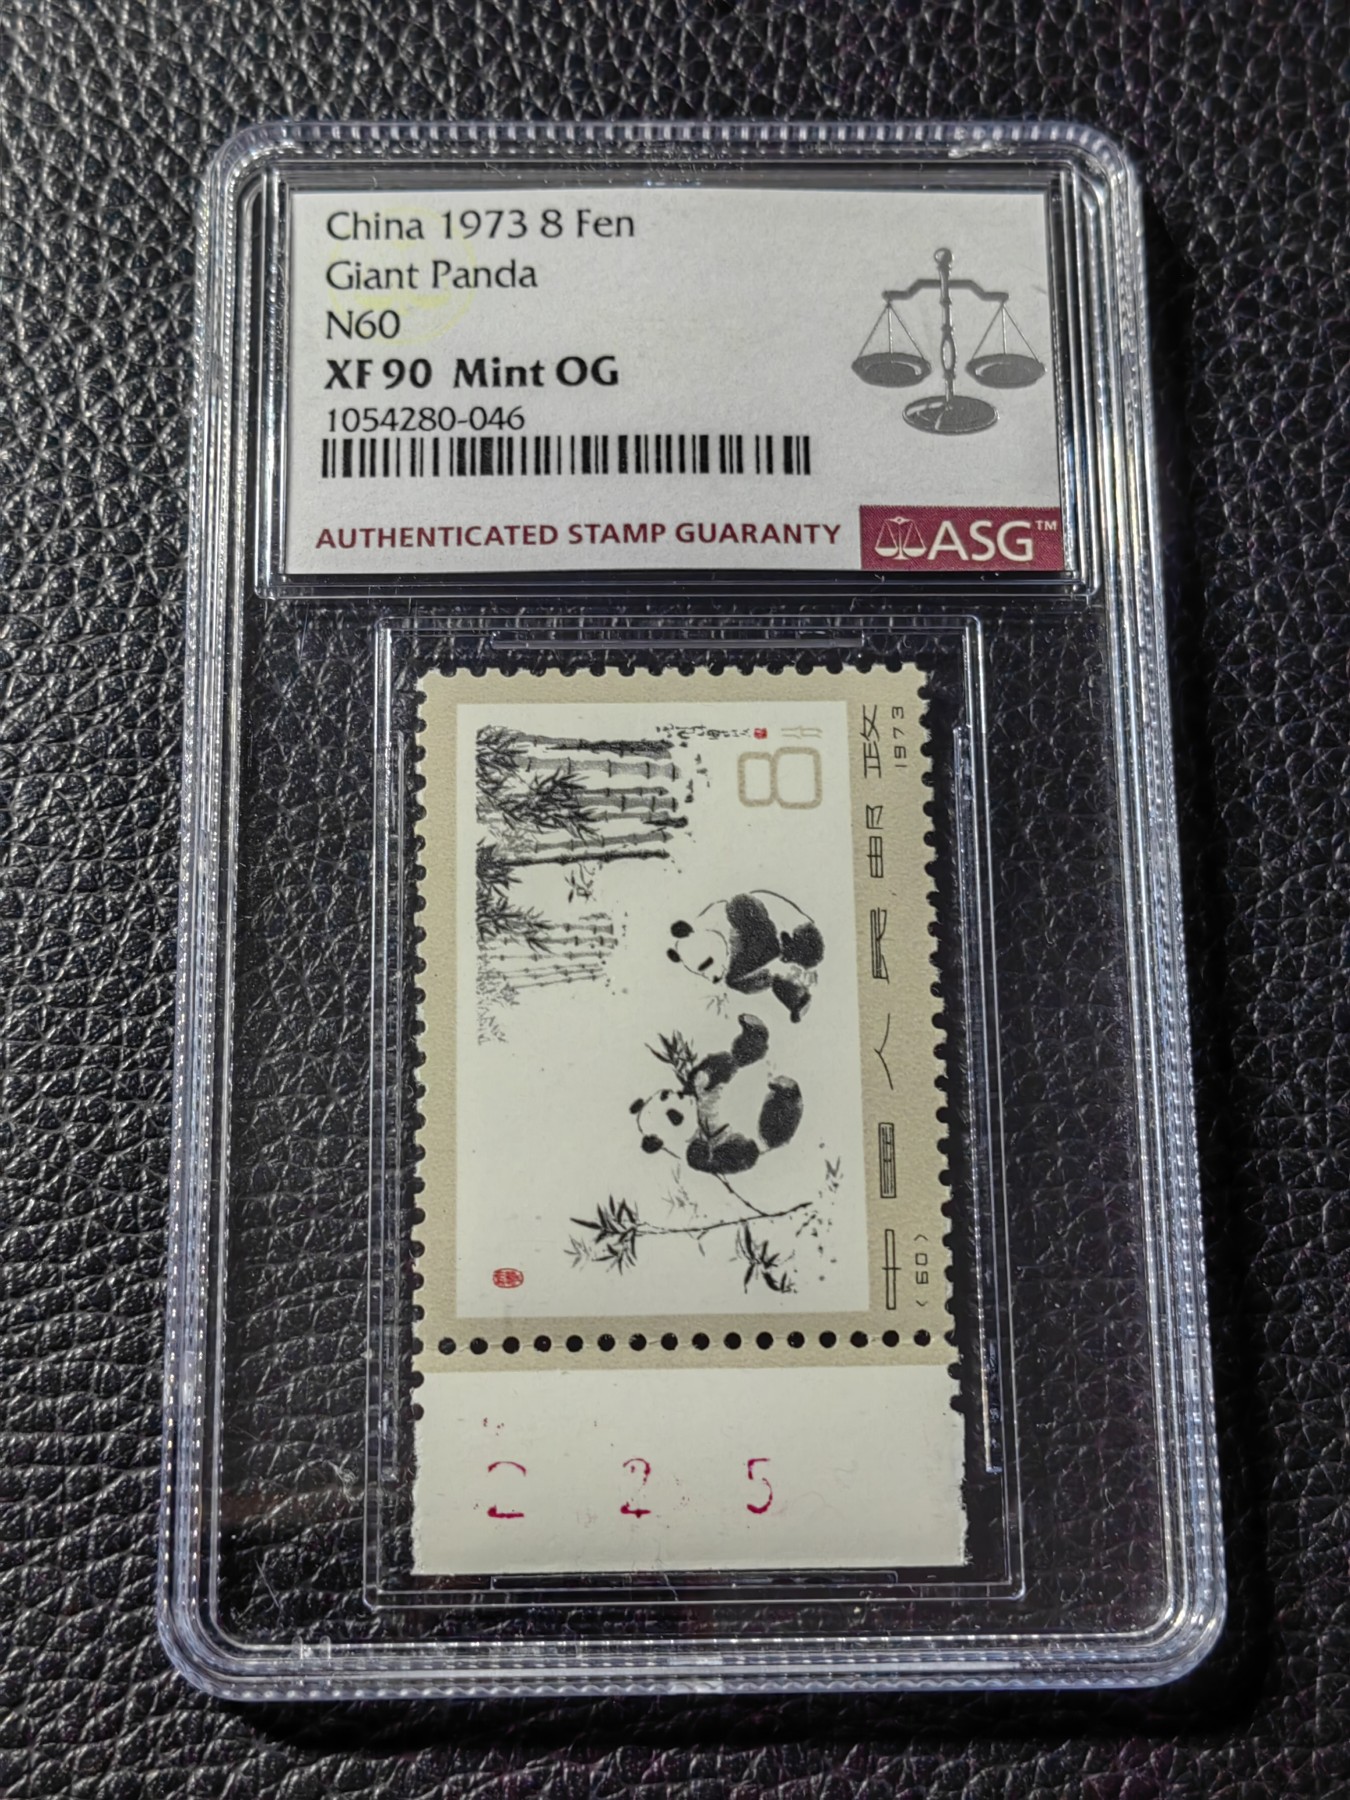 China 1973 8 Fen
Giant Panda
N60
XF 90 Mint OG
1054280-046
AUTHENTICATED STAMP GUARANTY
ASG™
8分
中国人民邮政
1973
(60)
2 2 5